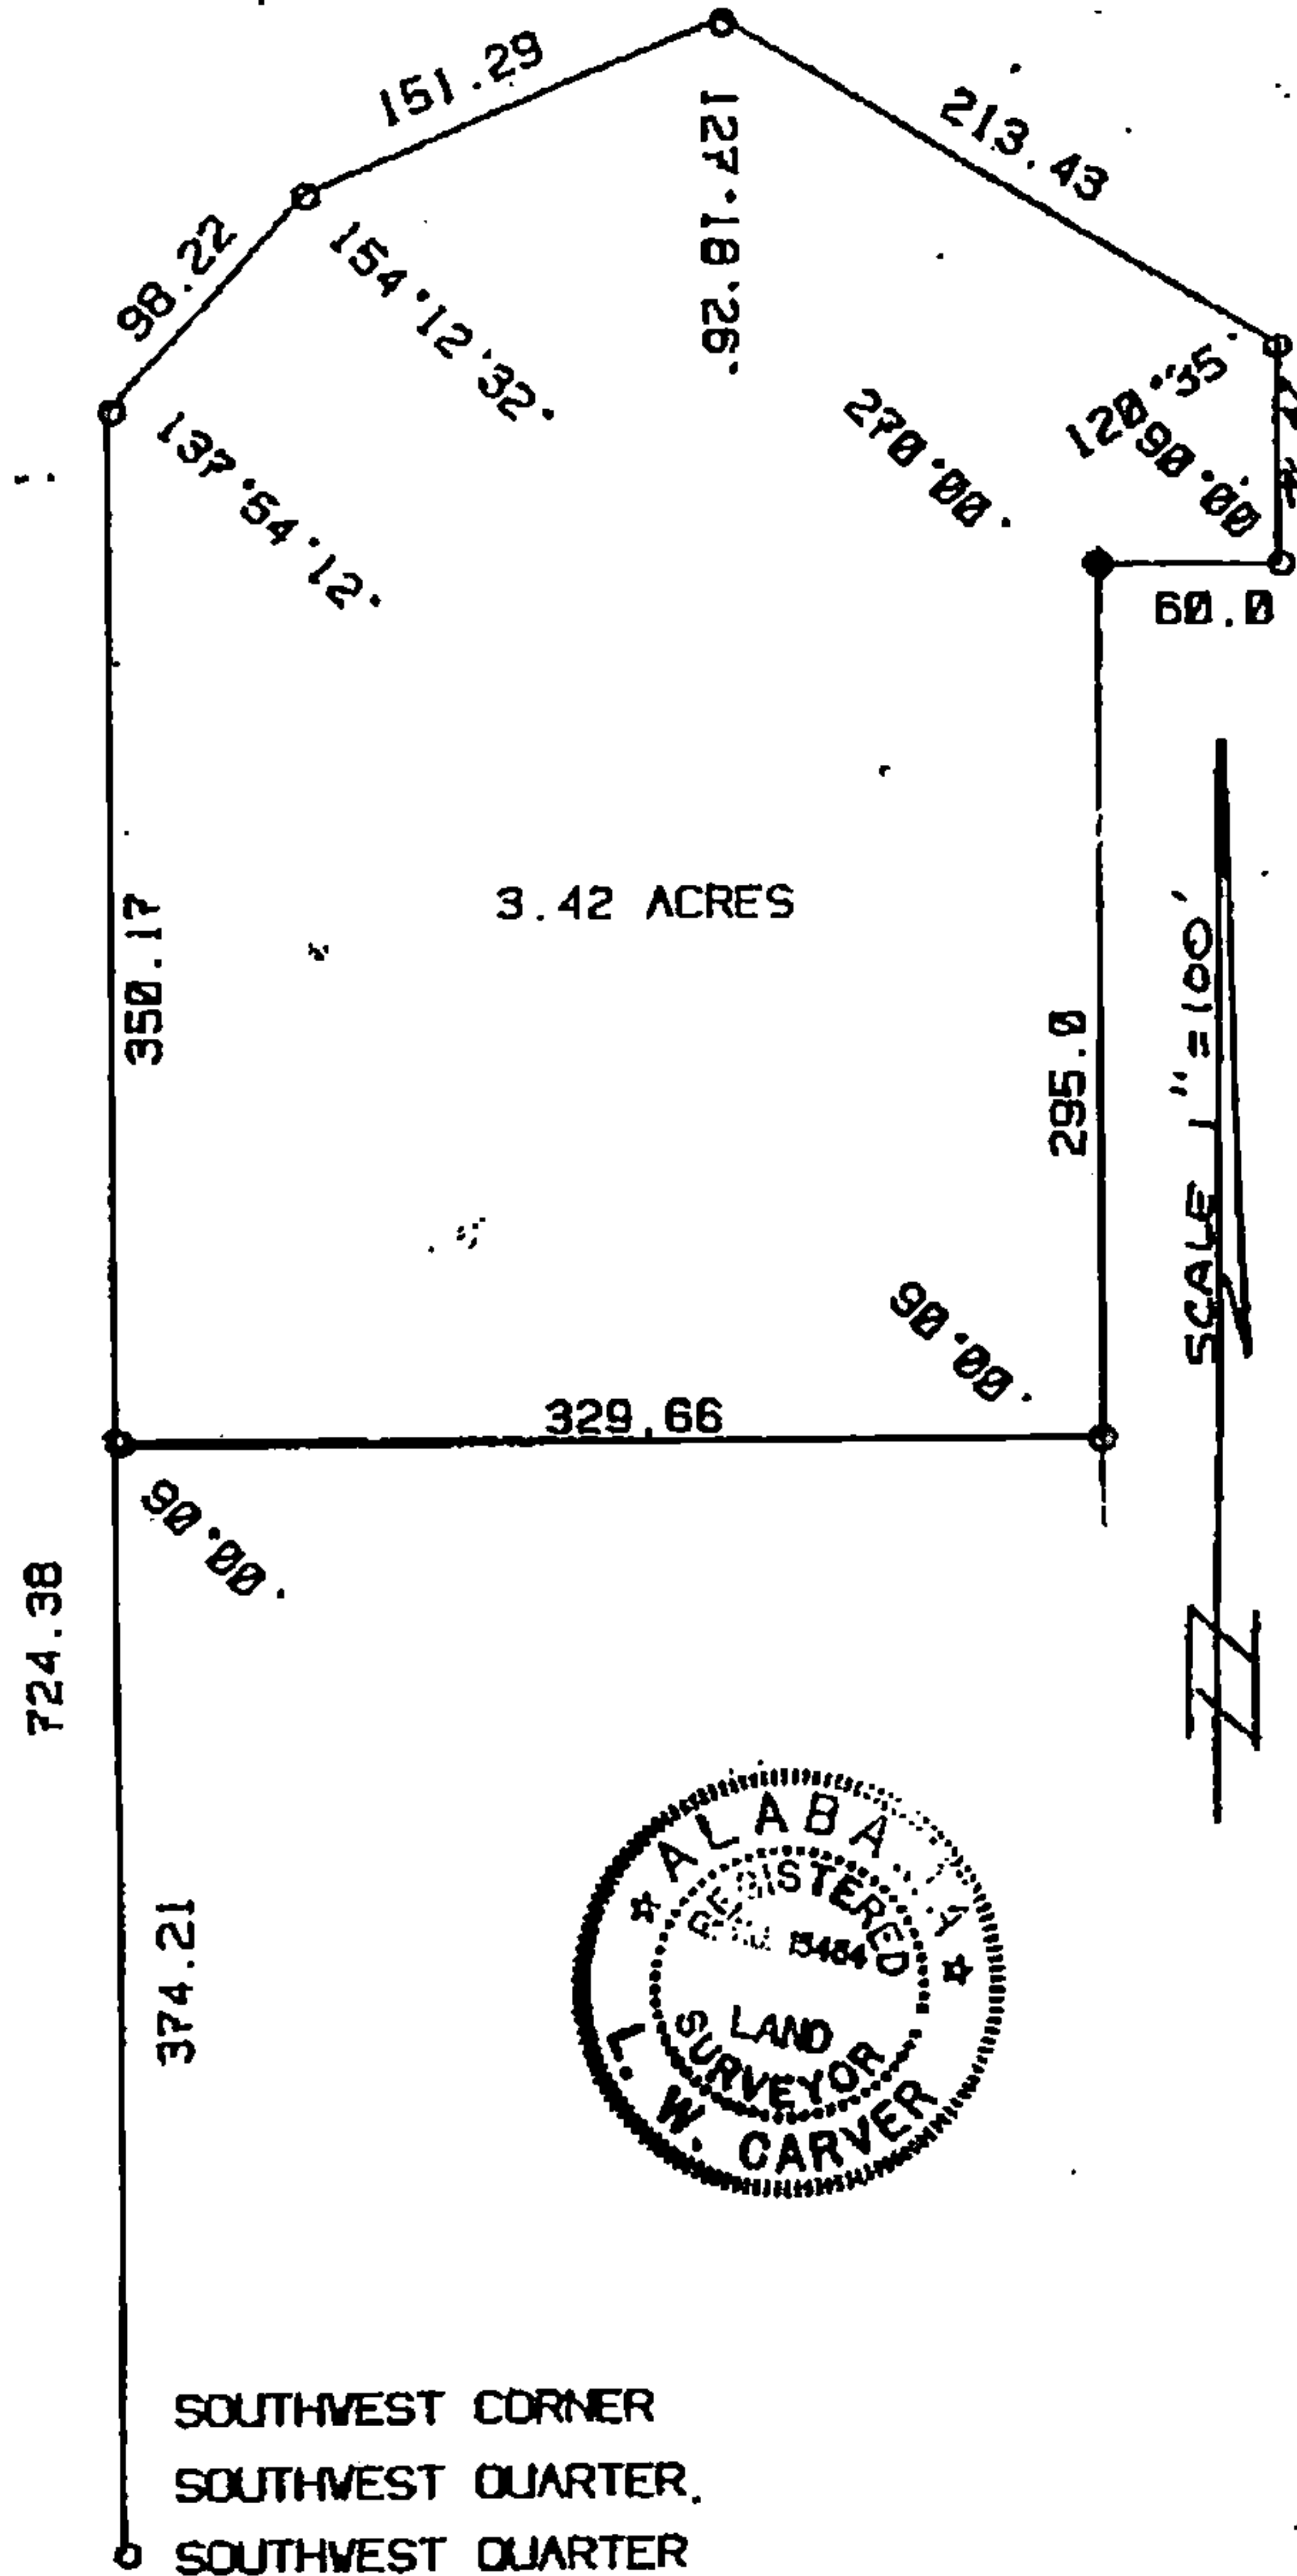 151.29
213.43
98.22
127°18'26"
154°12'32"
120°35'
90°00'
270°00'
137°54'12"
60.0
3.42 ACRES
350.17
295.0
SCALE 1"=100'
90°00'
329.66
90°00'
724.38
374.21
ALABAMA
REGISTERED
15454
LAND
SURVEYOR
L. W. CARVER
SOUTHWEST CORNER
SOUTHWEST QUARTER,
SOUTHWEST QUARTER